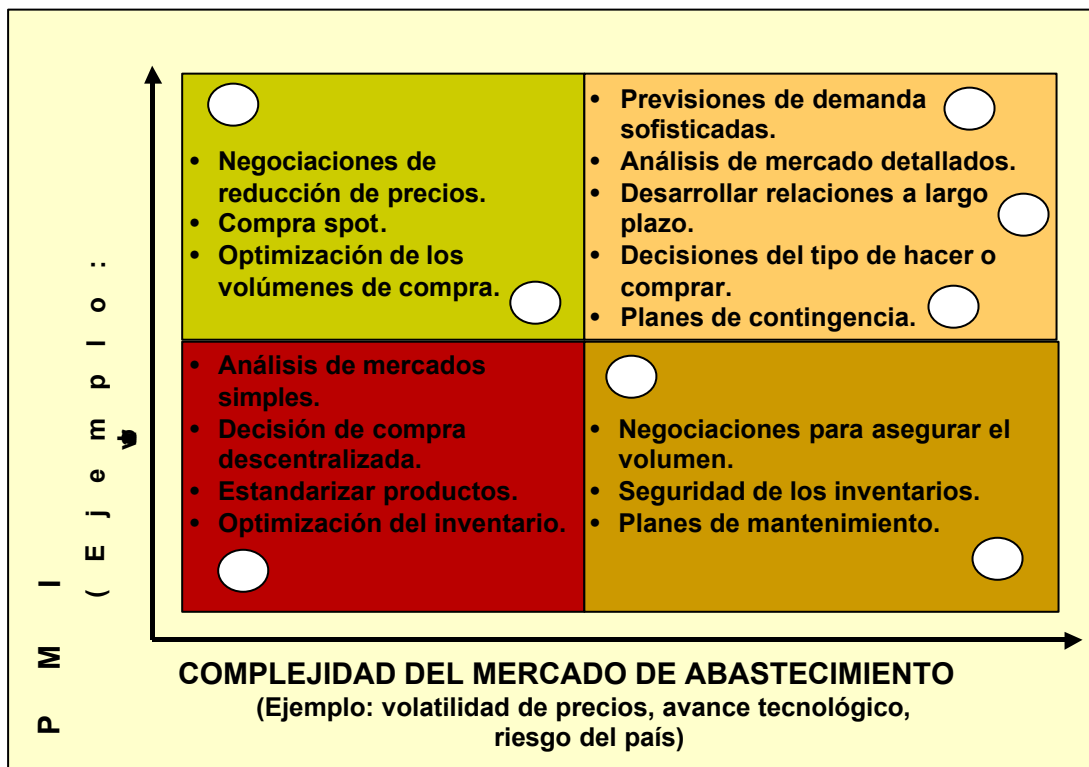 • Negociaciones de
reducción de precios.
• Compra spot.
• Optimización de los
volúmenes de compra.
• Previsiones de demanda
sofisticadas.
• Análisis de mercado detallados.
• Desarrollar relaciones a largo
plazo.
• Decisiones del tipo de hacer o
comprar.
• Planes de contingencia.
• Análisis de mercados
simples.
• Decisión de compra
descentralizada.
• Estandarizar productos.
• Optimización del inventario.
• Negociaciones para asegurar el
volumen.
• Seguridad de los inventarios.
• Planes de mantenimiento.
P M I
(Ejemplo:
COMPLEJIDAD DEL MERCADO DE ABASTECIMIENTO
(Ejemplo: volatilidad de precios, avance tecnológico,
riesgo del país)